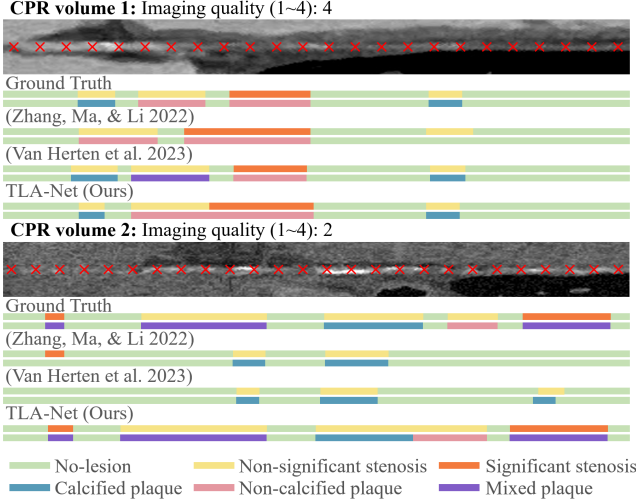 CPR volume 1: Imaging quality (1~4): 4
Ground Truth
(Zhang, Ma, & Li 2022)
(Van Herten et al. 2023)
TLA-Net (Ours)
CPR volume 2: Imaging quality (1~4): 2
Ground Truth
(Zhang, Ma, & Li 2022)
(Van Herten et al. 2023)
TLA-Net (Ours)
No-lesion Non-significant stenosis Significant stenosis
Calcified plaque Non-calcified plaque Mixed plaque